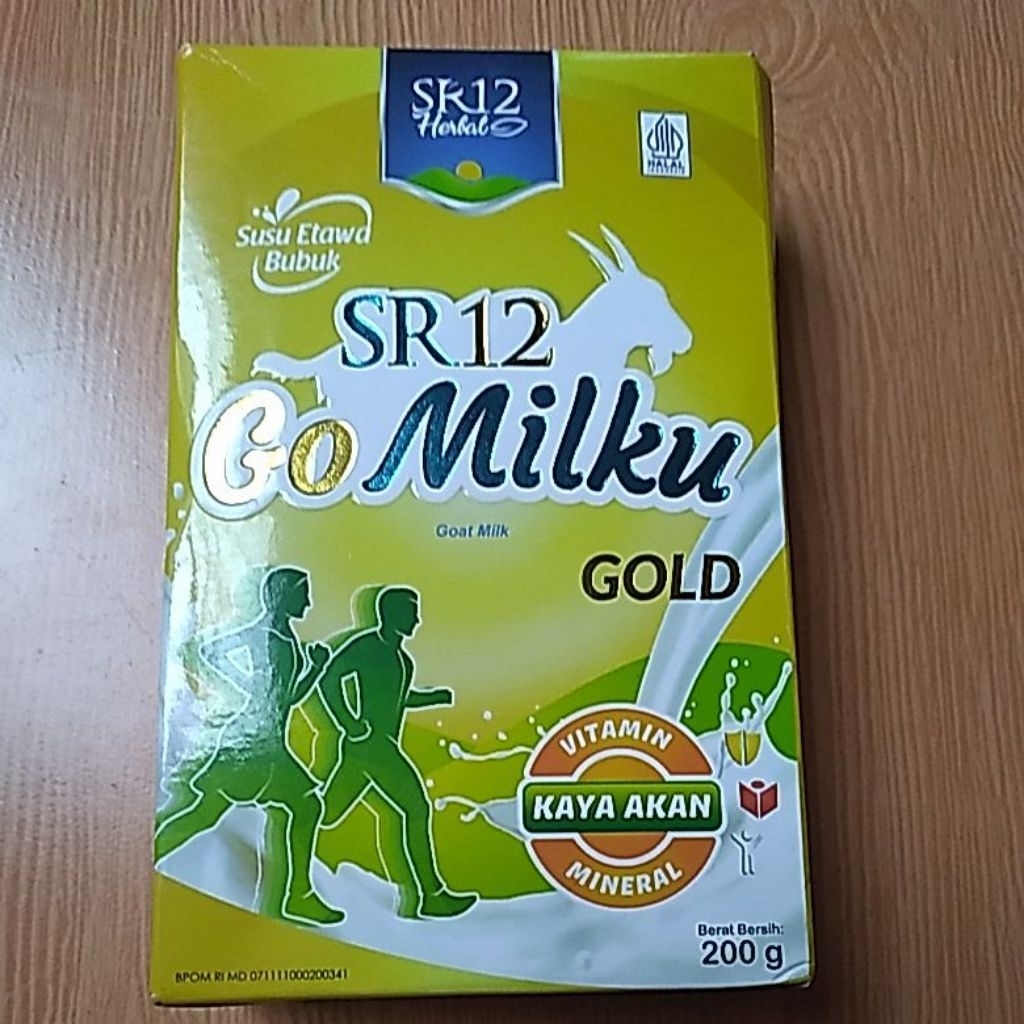 SR12
Herbal
HALAL
Susu Etawa
Bubuk
SR12
Go Milku
Goat Milk
GOLD
VITAMIN
KAYA AKAN
MINERAL
Berat Bersih:
200 g
BPOM RI MD 071111000200341